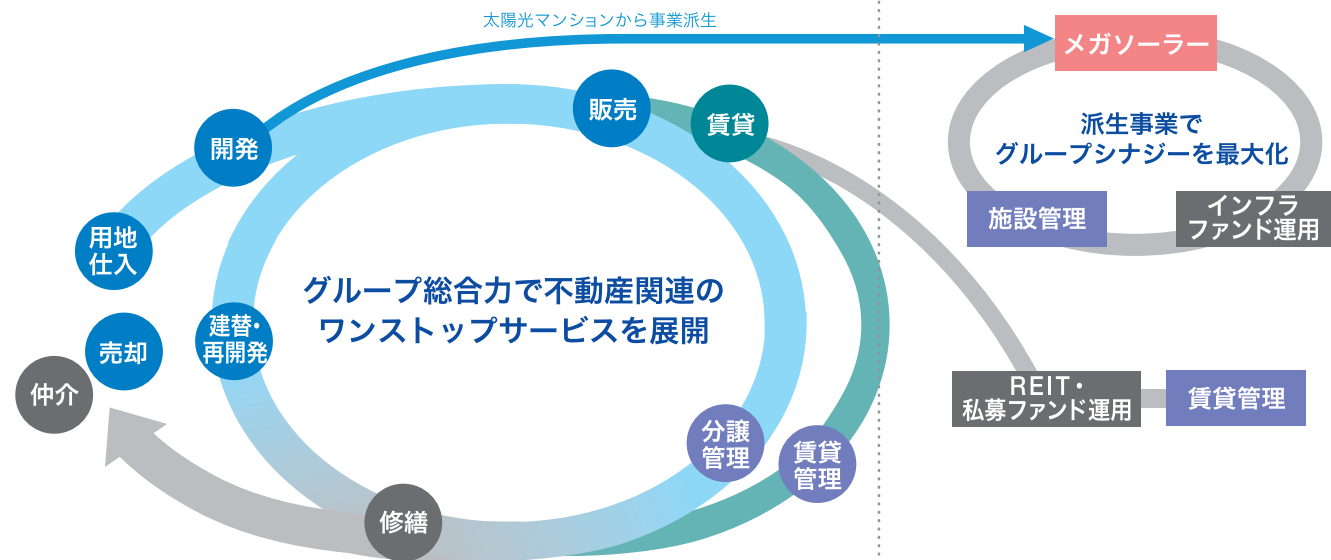 太陽光マンションから事業派生
メガソーラー
派生事業で
グループシナジーを最大化
施設管理
インフラ
ファンド運用
販売
賃貸
開発
用地
仕入
グループ総合力で不動産関連の
ワンストップサービスを展開
建替・
再開発
売却
仲介
REIT・
私募ファンド運用
賃貸管理
分譲
管理
賃貸
管理
修繕